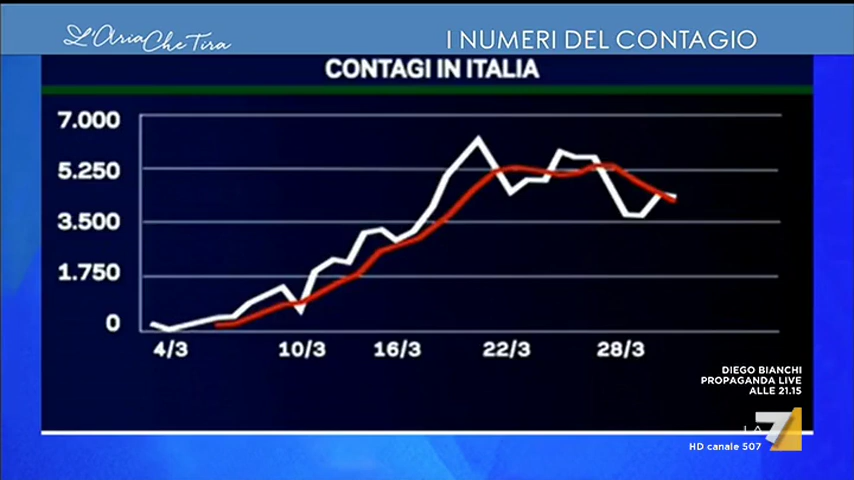 L'Aria Che Tira
I NUMERI DEL CONTAGIO
CONTAGI IN ITALIA
7.000
5.250
3.500
1.750
0
4/3
10/3
16/3
22/3
28/3
DIEGO BIANCHI
PROPAGANDA LIVE
ALLE 21.15
LA 7
HD canale 507